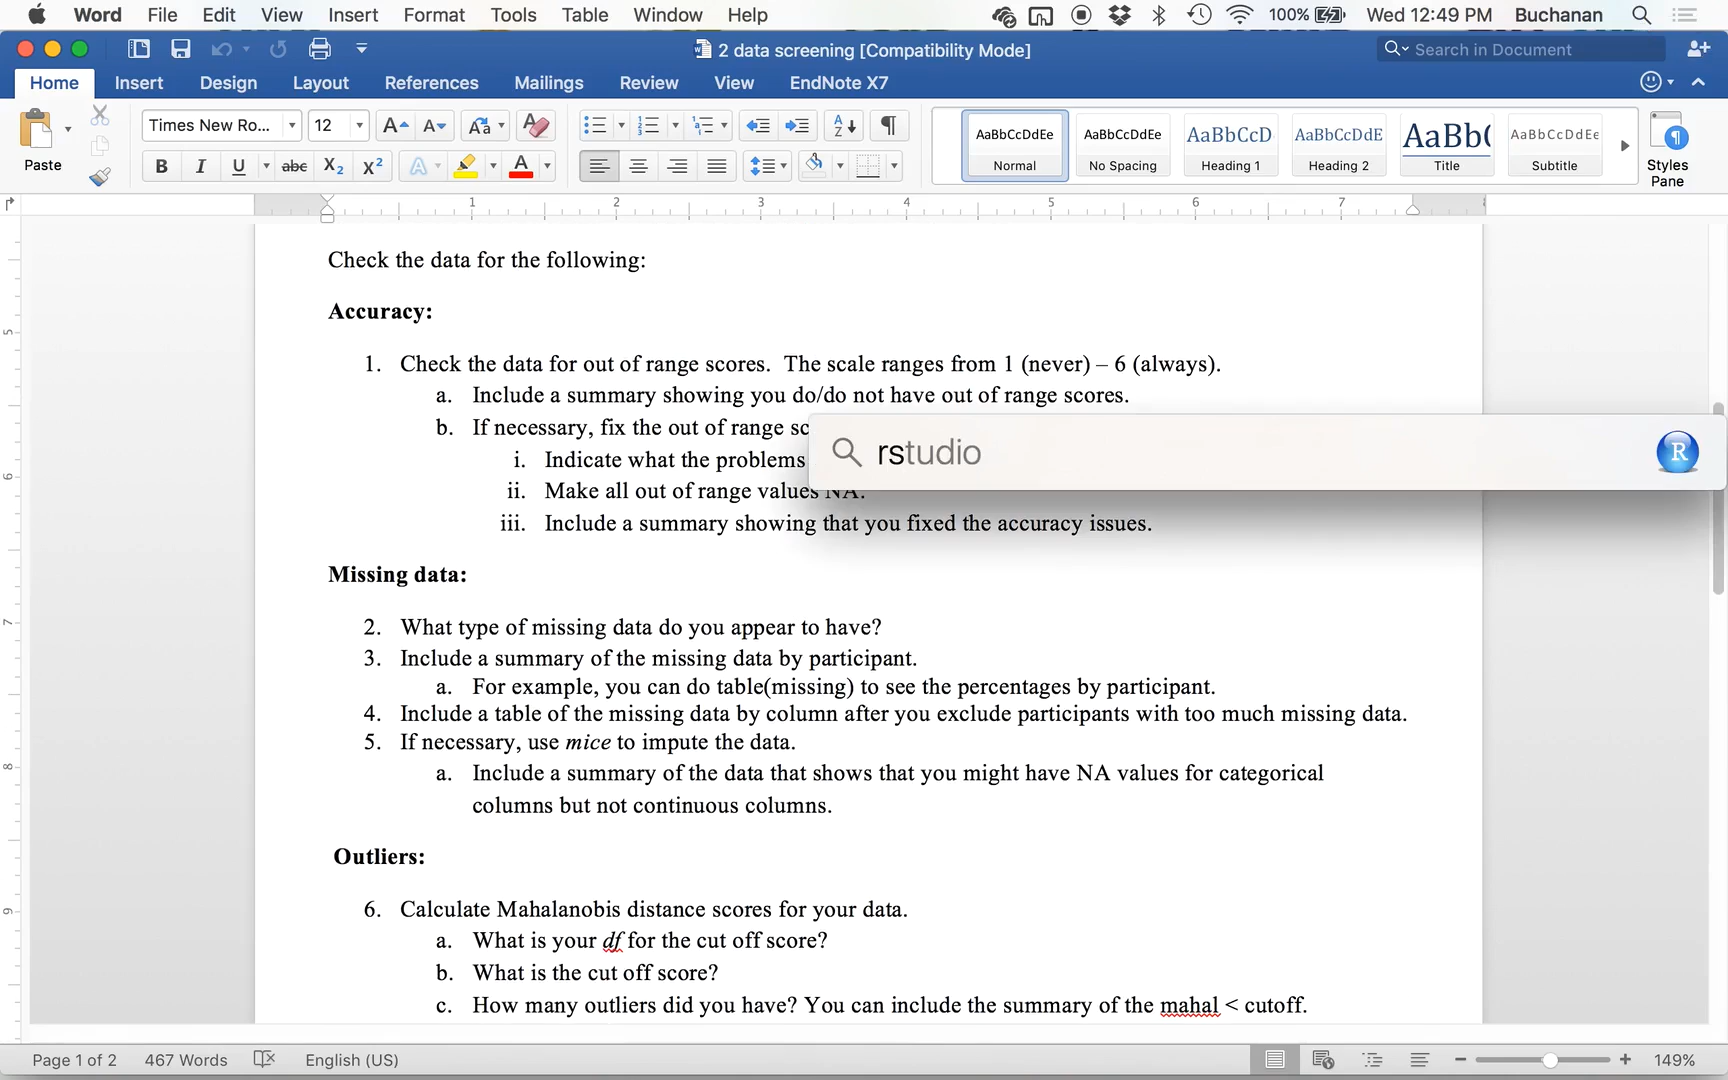 Word File Edit View Insert Format Tools Table Window Help 100% Wed 12:49 PM Buchanan
2 data screening [Compatibility Mode] Search in Document
Home Insert Design Layout References Mailings Review View EndNote X7
Times New Ro... 12
Paste
AaBbCcDdEe AaBbCcDdEe AaBbCcD AaBbCcDdE AaBb( AaBbCcDdEe
Normal No Spacing Heading 1 Heading 2 Title Subtitle
Styles
Pane
1 2 3 4 5 6 7
Check the data for the following:
Accuracy:
1. Check the data for out of range scores. The scale ranges from 1 (never) – 6 (always).
a. Include a summary showing you do/do not have out of range scores.
b. If necessary, fix the out of range sc
rstudio
i. Indicate what the problems
ii. Make all out of range values NA.
iii. Include a summary showing that you fixed the accuracy issues.
Missing data:
2. What type of missing data do you appear to have?
3. Include a summary of the missing data by participant.
a. For example, you can do table(missing) to see the percentages by participant.
4. Include a table of the missing data by column after you exclude participants with too much missing data.
5. If necessary, use mice to impute the data.
a. Include a summary of the data that shows that you might have NA values for categorical
columns but not continuous columns.
Outliers:
6. Calculate Mahalanobis distance scores for your data.
a. What is your df for the cut off score?
b. What is the cut off score?
c. How many outliers did you have? You can include the summary of the mahal < cutoff.
Page 1 of 2 467 Words English (US) 149%